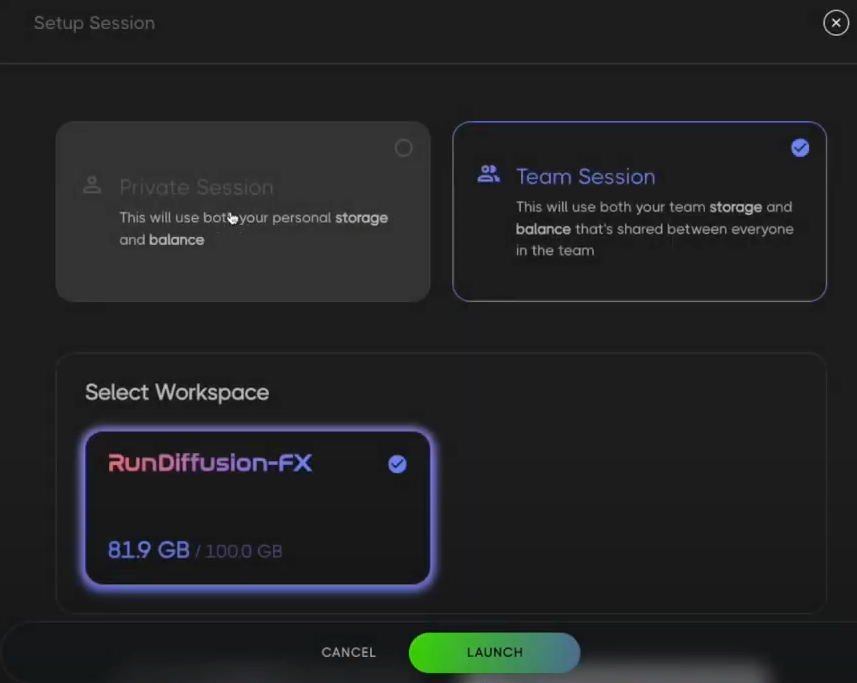 Setup Session
Private Session
This will use both your personal storage
and balance
Team Session
This will use both your team storage and
balance that's shared between everyone
in the team
Select Workspace
RunDiffusion-FX
81.9 GB / 100.0 GB
CANCEL
LAUNCH